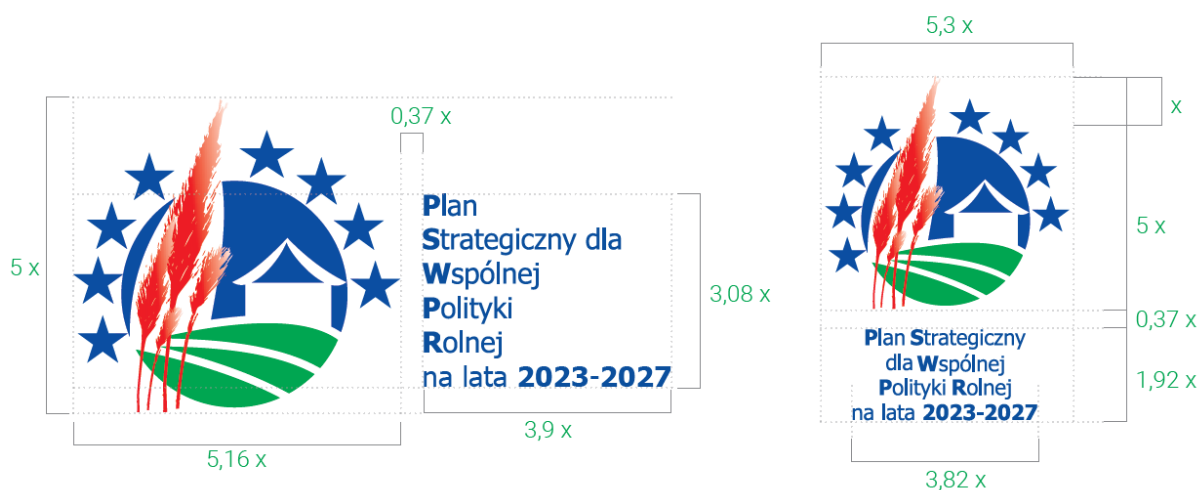 5,3 x
x
0,37 x
Plan
Strategiczny dla
Wspólnej
Polityki
Rolnej
na lata 2023-2027
5 x
3,08 x
3,9 x
5,16 x
5 x
0,37 x
Plan Strategiczny
dla Wspólnej
Polityki Rolnej
na lata 2023-2027
1,92 x
3,82 x